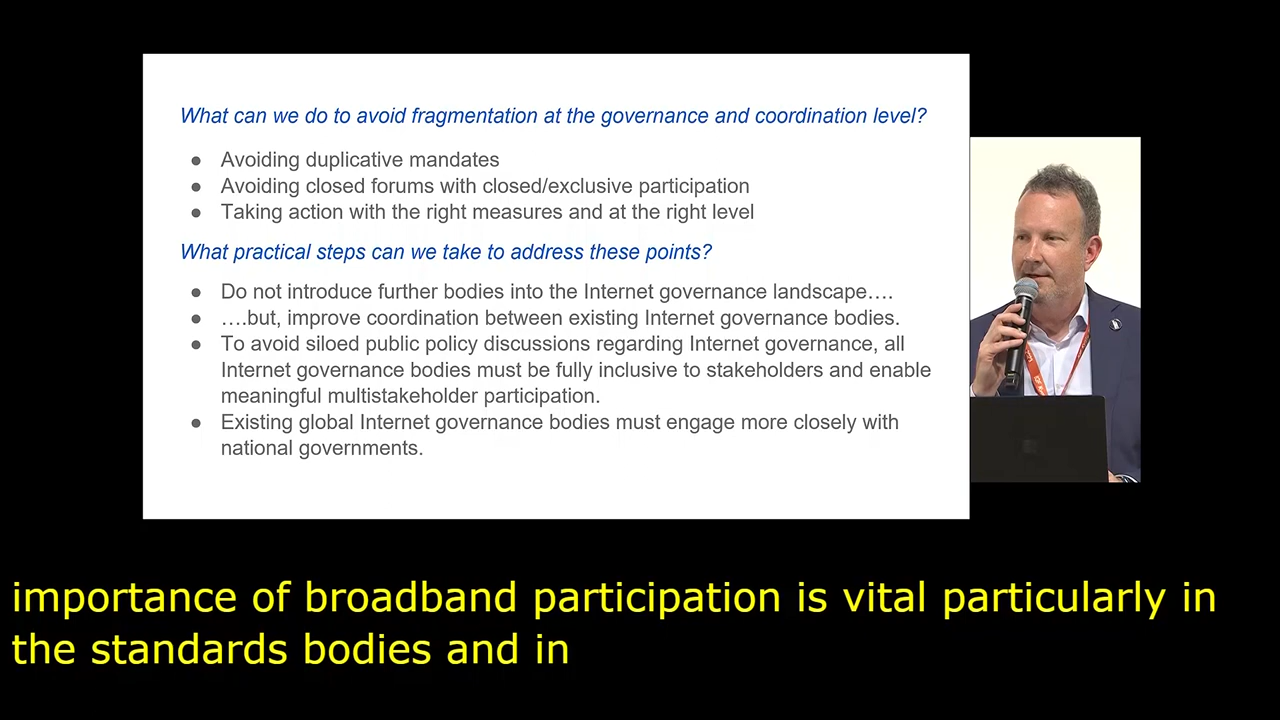 What can we do to avoid fragmentation at the governance and coordination level?
● Avoiding duplicative mandates
● Avoiding closed forums with closed/exclusive participation
● Taking action with the right measures and at the right level
What practical steps can we take to address these points?
● Do not introduce further bodies into the Internet governance landscape….
● ….but, improve coordination between existing Internet governance bodies.
● To avoid siloed public policy discussions regarding Internet governance, all
Internet governance bodies must be fully inclusive to stakeholders and enable
meaningful multistakeholder participation.
● Existing global Internet governance bodies must engage more closely with
national governments.
importance of broadband participation is vital particularly in
the standards bodies and in